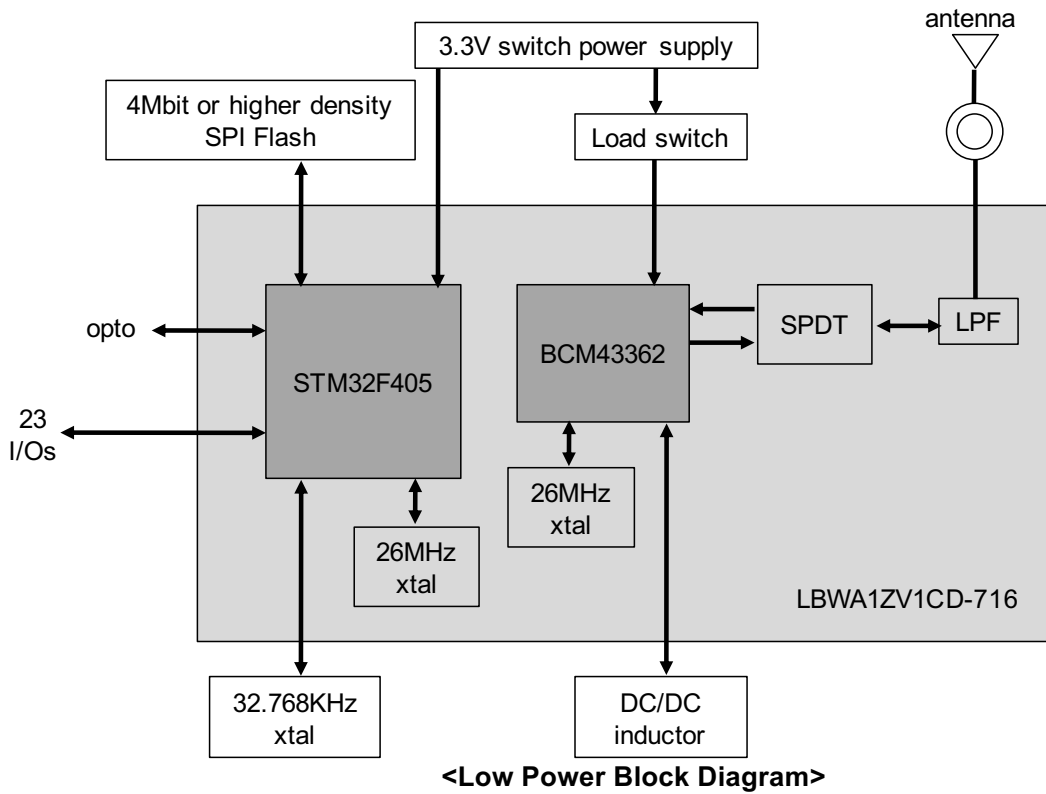 antenna
3.3V switch power supply
4Mbit or higher density
SPI Flash
Load switch
opto
STM32F405
BCM43362
SPDT
LPF
23
I/Os
26MHz
xtal
26MHz
xtal
LBWA1ZV1CD-716
32.768KHz
xtal
DC/DC
inductor
<Low Power Block Diagram>